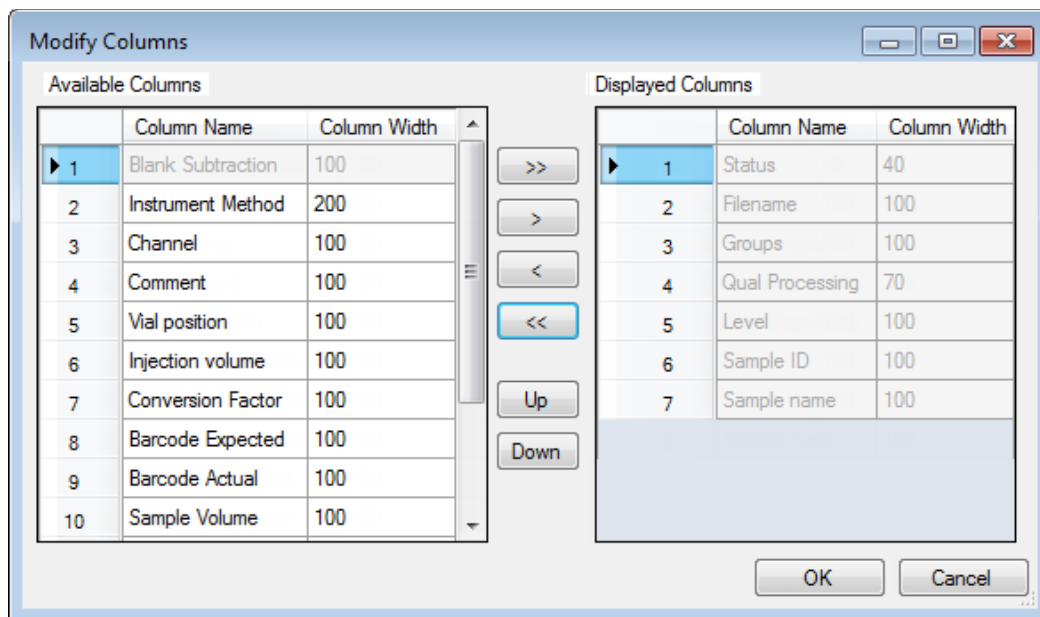 Modify Columns
Available Columns
Column Name Column Width
1 Blank Subtraction 100
2 Instrument Method 200
3 Channel 100
4 Comment 100
5 Vial position 100
6 Injection volume 100
7 Conversion Factor 100
8 Barcode Expected 100
9 Barcode Actual 100
10 Sample Volume 100
>>
>
<
<<
Up
Down
Displayed Columns
Column Name Column Width
1 Status 40
2 Filename 100
3 Groups 100
4 Qual Processing 70
5 Level 100
6 Sample ID 100
7 Sample name 100
OK Cancel